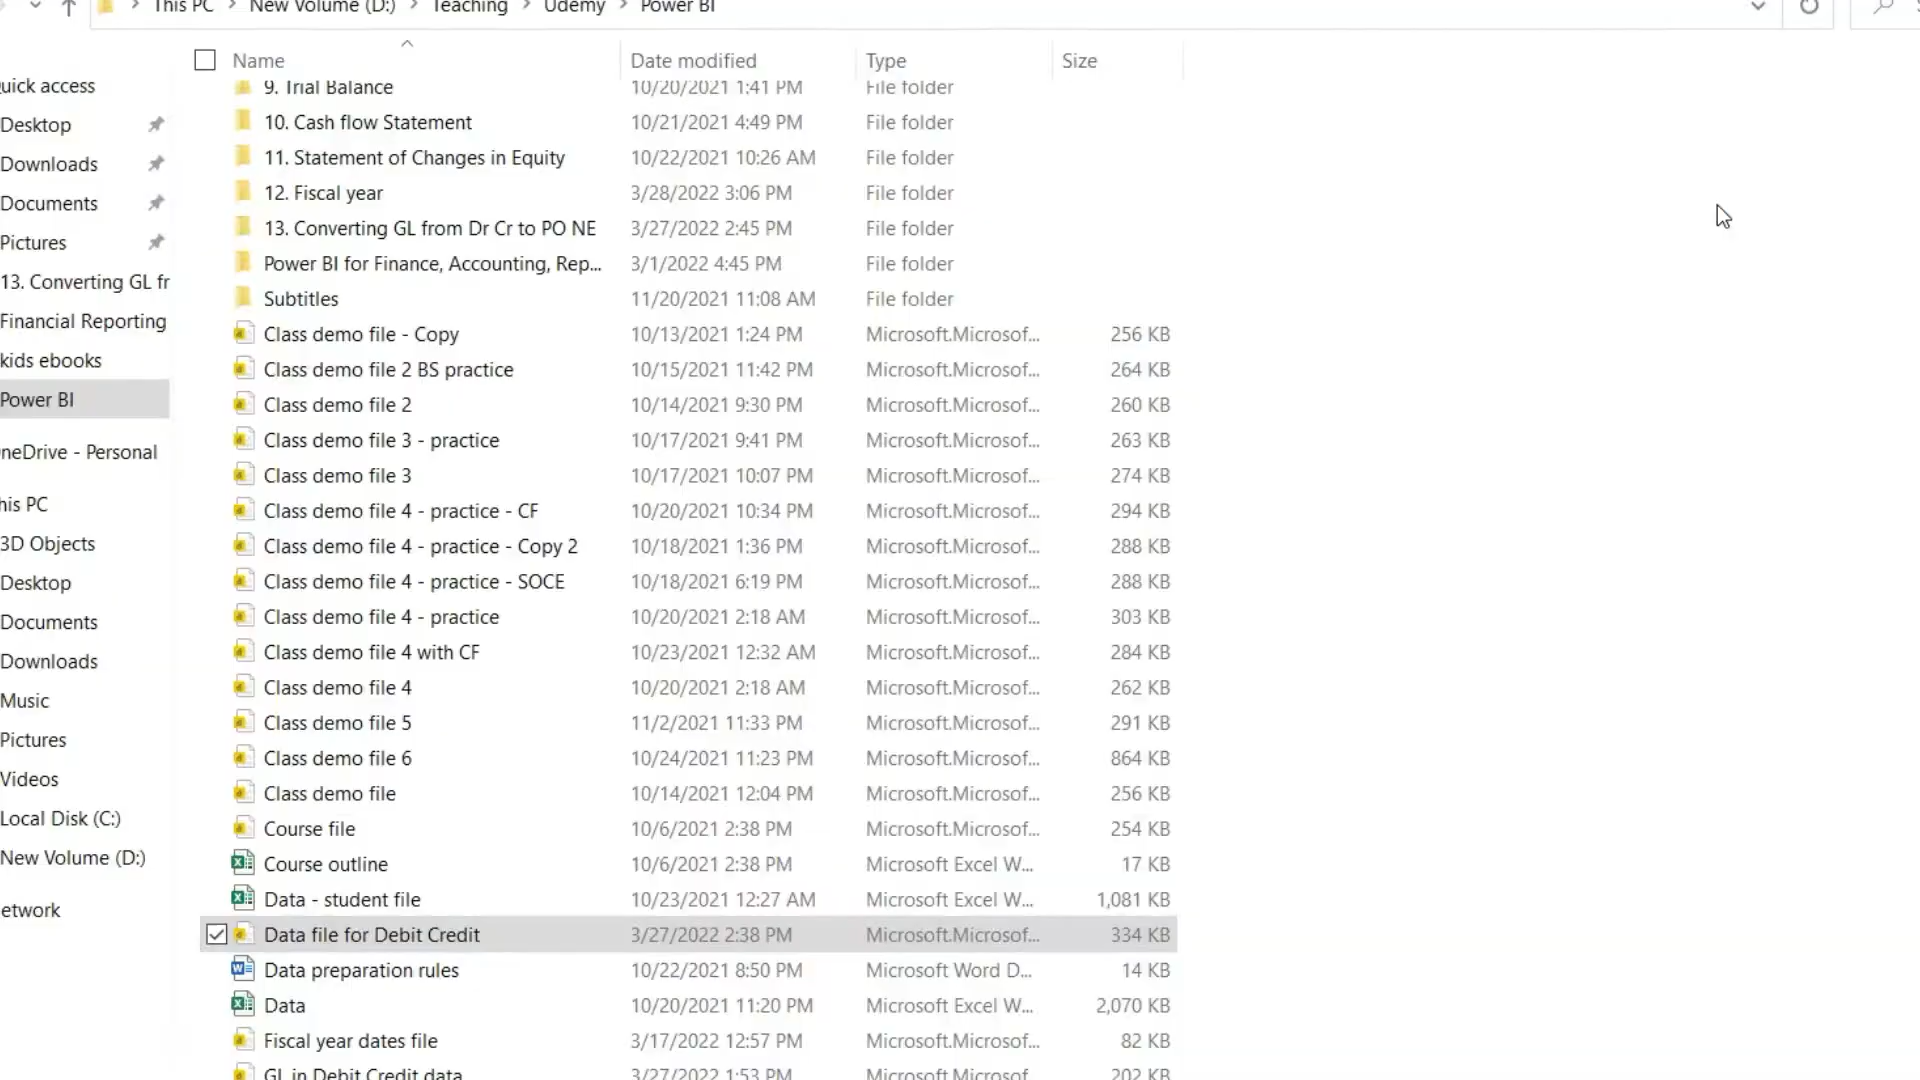 This PC > New Volume (D:) > Teaching > Udemy > Power BI
Name Date modified Type Size
9. Trial Balance 10/20/2021 1:41 PM File folder
10. Cash flow Statement 10/21/2021 4:49 PM File folder
11. Statement of Changes in Equity 10/22/2021 10:26 AM File folder
12. Fiscal year 3/28/2022 3:06 PM File folder
13. Converting GL from Dr Cr to PO NE 3/27/2022 2:45 PM File folder
Power BI for Finance, Accounting, Rep... 3/1/2022 4:45 PM File folder
Subtitles 11/20/2021 11:08 AM File folder
Class demo file - Copy 10/13/2021 1:24 PM Microsoft.Microsof... 256 KB
Class demo file 2 BS practice 10/15/2021 11:42 PM Microsoft.Microsof... 264 KB
Class demo file 2 10/14/2021 9:30 PM Microsoft.Microsof... 260 KB
Class demo file 3 - practice 10/17/2021 9:41 PM Microsoft.Microsof... 263 KB
Class demo file 3 10/17/2021 10:07 PM Microsoft.Microsof... 274 KB
Class demo file 4 - practice - CF 10/20/2021 10:34 PM Microsoft.Microsof... 294 KB
Class demo file 4 - practice - Copy 2 10/18/2021 1:36 PM Microsoft.Microsof... 288 KB
Class demo file 4 - practice - SOCE 10/18/2021 6:19 PM Microsoft.Microsof... 288 KB
Class demo file 4 - practice 10/20/2021 2:18 AM Microsoft.Microsof... 303 KB
Class demo file 4 with CF 10/23/2021 12:32 AM Microsoft.Microsof... 284 KB
Class demo file 4 10/20/2021 2:18 AM Microsoft.Microsof... 262 KB
Class demo file 5 11/2/2021 11:33 PM Microsoft.Microsof... 291 KB
Class demo file 6 10/24/2021 11:23 PM Microsoft.Microsof... 864 KB
Class demo file 10/14/2021 12:04 PM Microsoft.Microsof... 256 KB
Course file 10/6/2021 2:38 PM Microsoft.Microsof... 254 KB
Course outline 10/6/2021 2:38 PM Microsoft Excel W... 17 KB
Data - student file 10/23/2021 12:27 AM Microsoft Excel W... 1,081 KB
Data file for Debit Credit 3/27/2022 2:38 PM Microsoft.Microsof... 334 KB
Data preparation rules 10/22/2021 8:50 PM Microsoft Word D... 14 KB
Data 10/20/2021 11:20 PM Microsoft Excel W... 2,070 KB
Fiscal year dates file 3/17/2022 12:57 PM Microsoft.Microsof... 82 KB
GL in Debit Credit data 3/27/2022 1:53 PM Microsoft.Microsof... 202 KB
uick access
Desktop
Downloads
Documents
Pictures
13. Converting GL fr
Financial Reporting
kids ebooks
Power BI
neDrive - Personal
his PC
3D Objects
Desktop
Documents
Downloads
Music
Pictures
Videos
Local Disk (C:)
New Volume (D:)
etwork